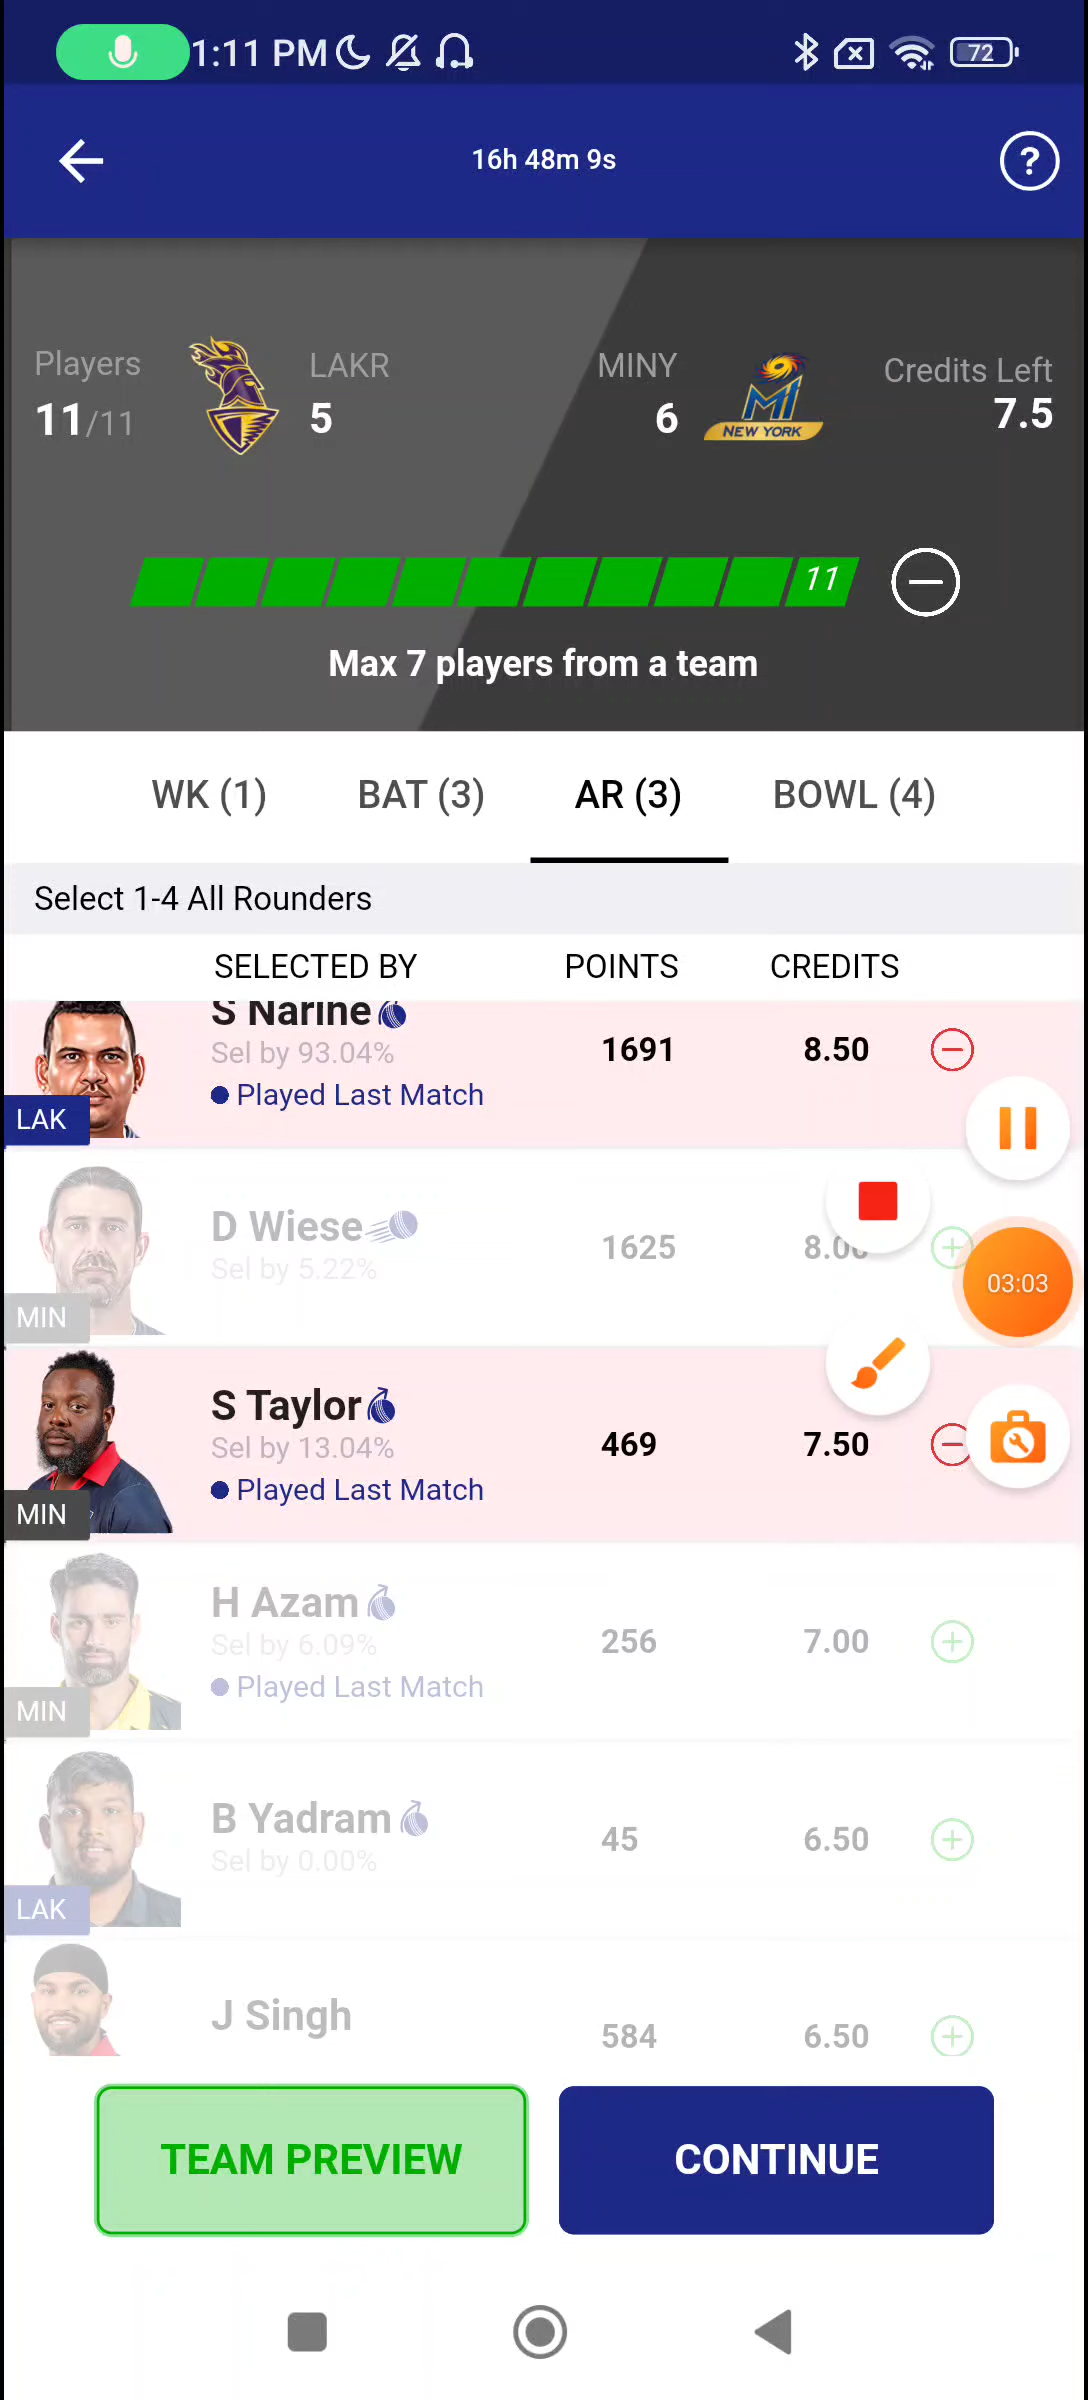 1:11 PM
72
16h 48m 9s
?
Players
11/11
LAKR
5
MINY
6
NEW YORK
Credits Left
7.5
11
Max 7 players from a team
WK (1)
BAT (3)
AR (3)
BOWL (4)
Select 1-4 All Rounders
SELECTED BY
POINTS
CREDITS
S Narine
Sel by 93.04%
Played Last Match
1691
8.50
LAK
D Wiese
Sel by 5.22%
1625
8.00
MIN
03:03
S Taylor
Sel by 13.04%
Played Last Match
469
7.50
MIN
H Azam
Sel by 6.09%
Played Last Match
256
7.00
MIN
B Yadram
Sel by 0.00%
45
6.50
LAK
J Singh
584
6.50
TEAM PREVIEW
CONTINUE